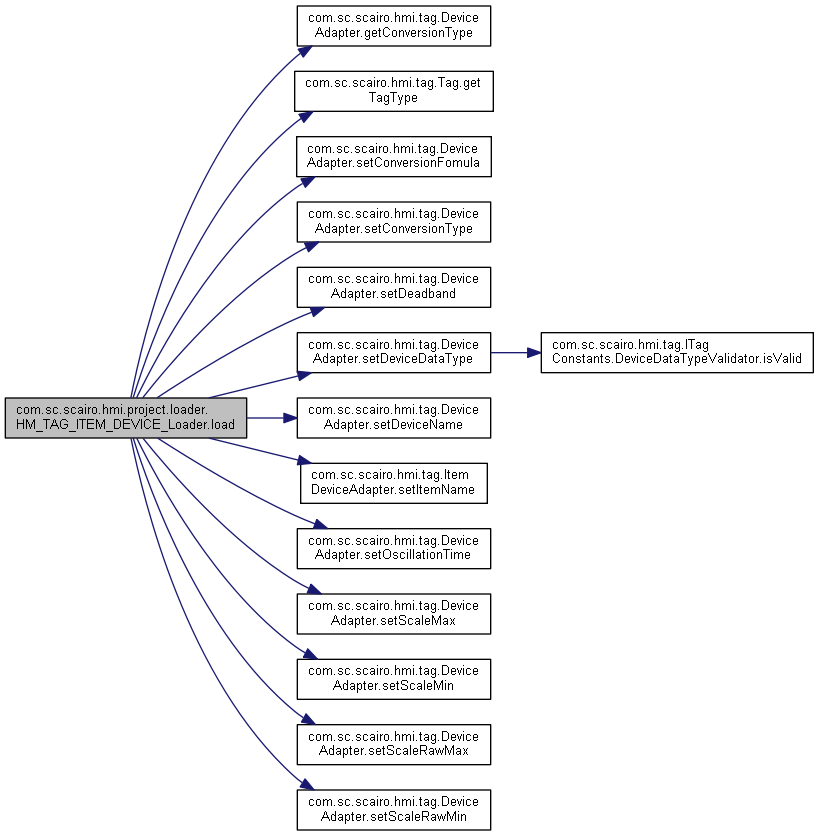 com.sc.scairo.hmi.tag.Device
Adapter.getConversionType
com.sc.scairo.hmi.tag.Tag.get
TagType
com.sc.scairo.hmi.tag.Device
Adapter.setConversionFomula
com.sc.scairo.hmi.tag.Device
Adapter.setConversionType
com.sc.scairo.hmi.tag.Device
Adapter.setDeadband
com.sc.scairo.hmi.tag.Device
Adapter.setDeviceDataType
com.sc.scairo.hmi.tag.ITag
Constants.DeviceDataTypeValidator.isValid
com.sc.scairo.hmi.project.loader.
HM_TAG_ITEM_DEVICE_Loader.load
com.sc.scairo.hmi.tag.Device
Adapter.setDeviceName
com.sc.scairo.hmi.tag.Item
DeviceAdapter.setItemName
com.sc.scairo.hmi.tag.Device
Adapter.setOscillationTime
com.sc.scairo.hmi.tag.Device
Adapter.setScaleMax
com.sc.scairo.hmi.tag.Device
Adapter.setScaleMin
com.sc.scairo.hmi.tag.Device
Adapter.setScaleRawMax
com.sc.scairo.hmi.tag.Device
Adapter.setScaleRawMin